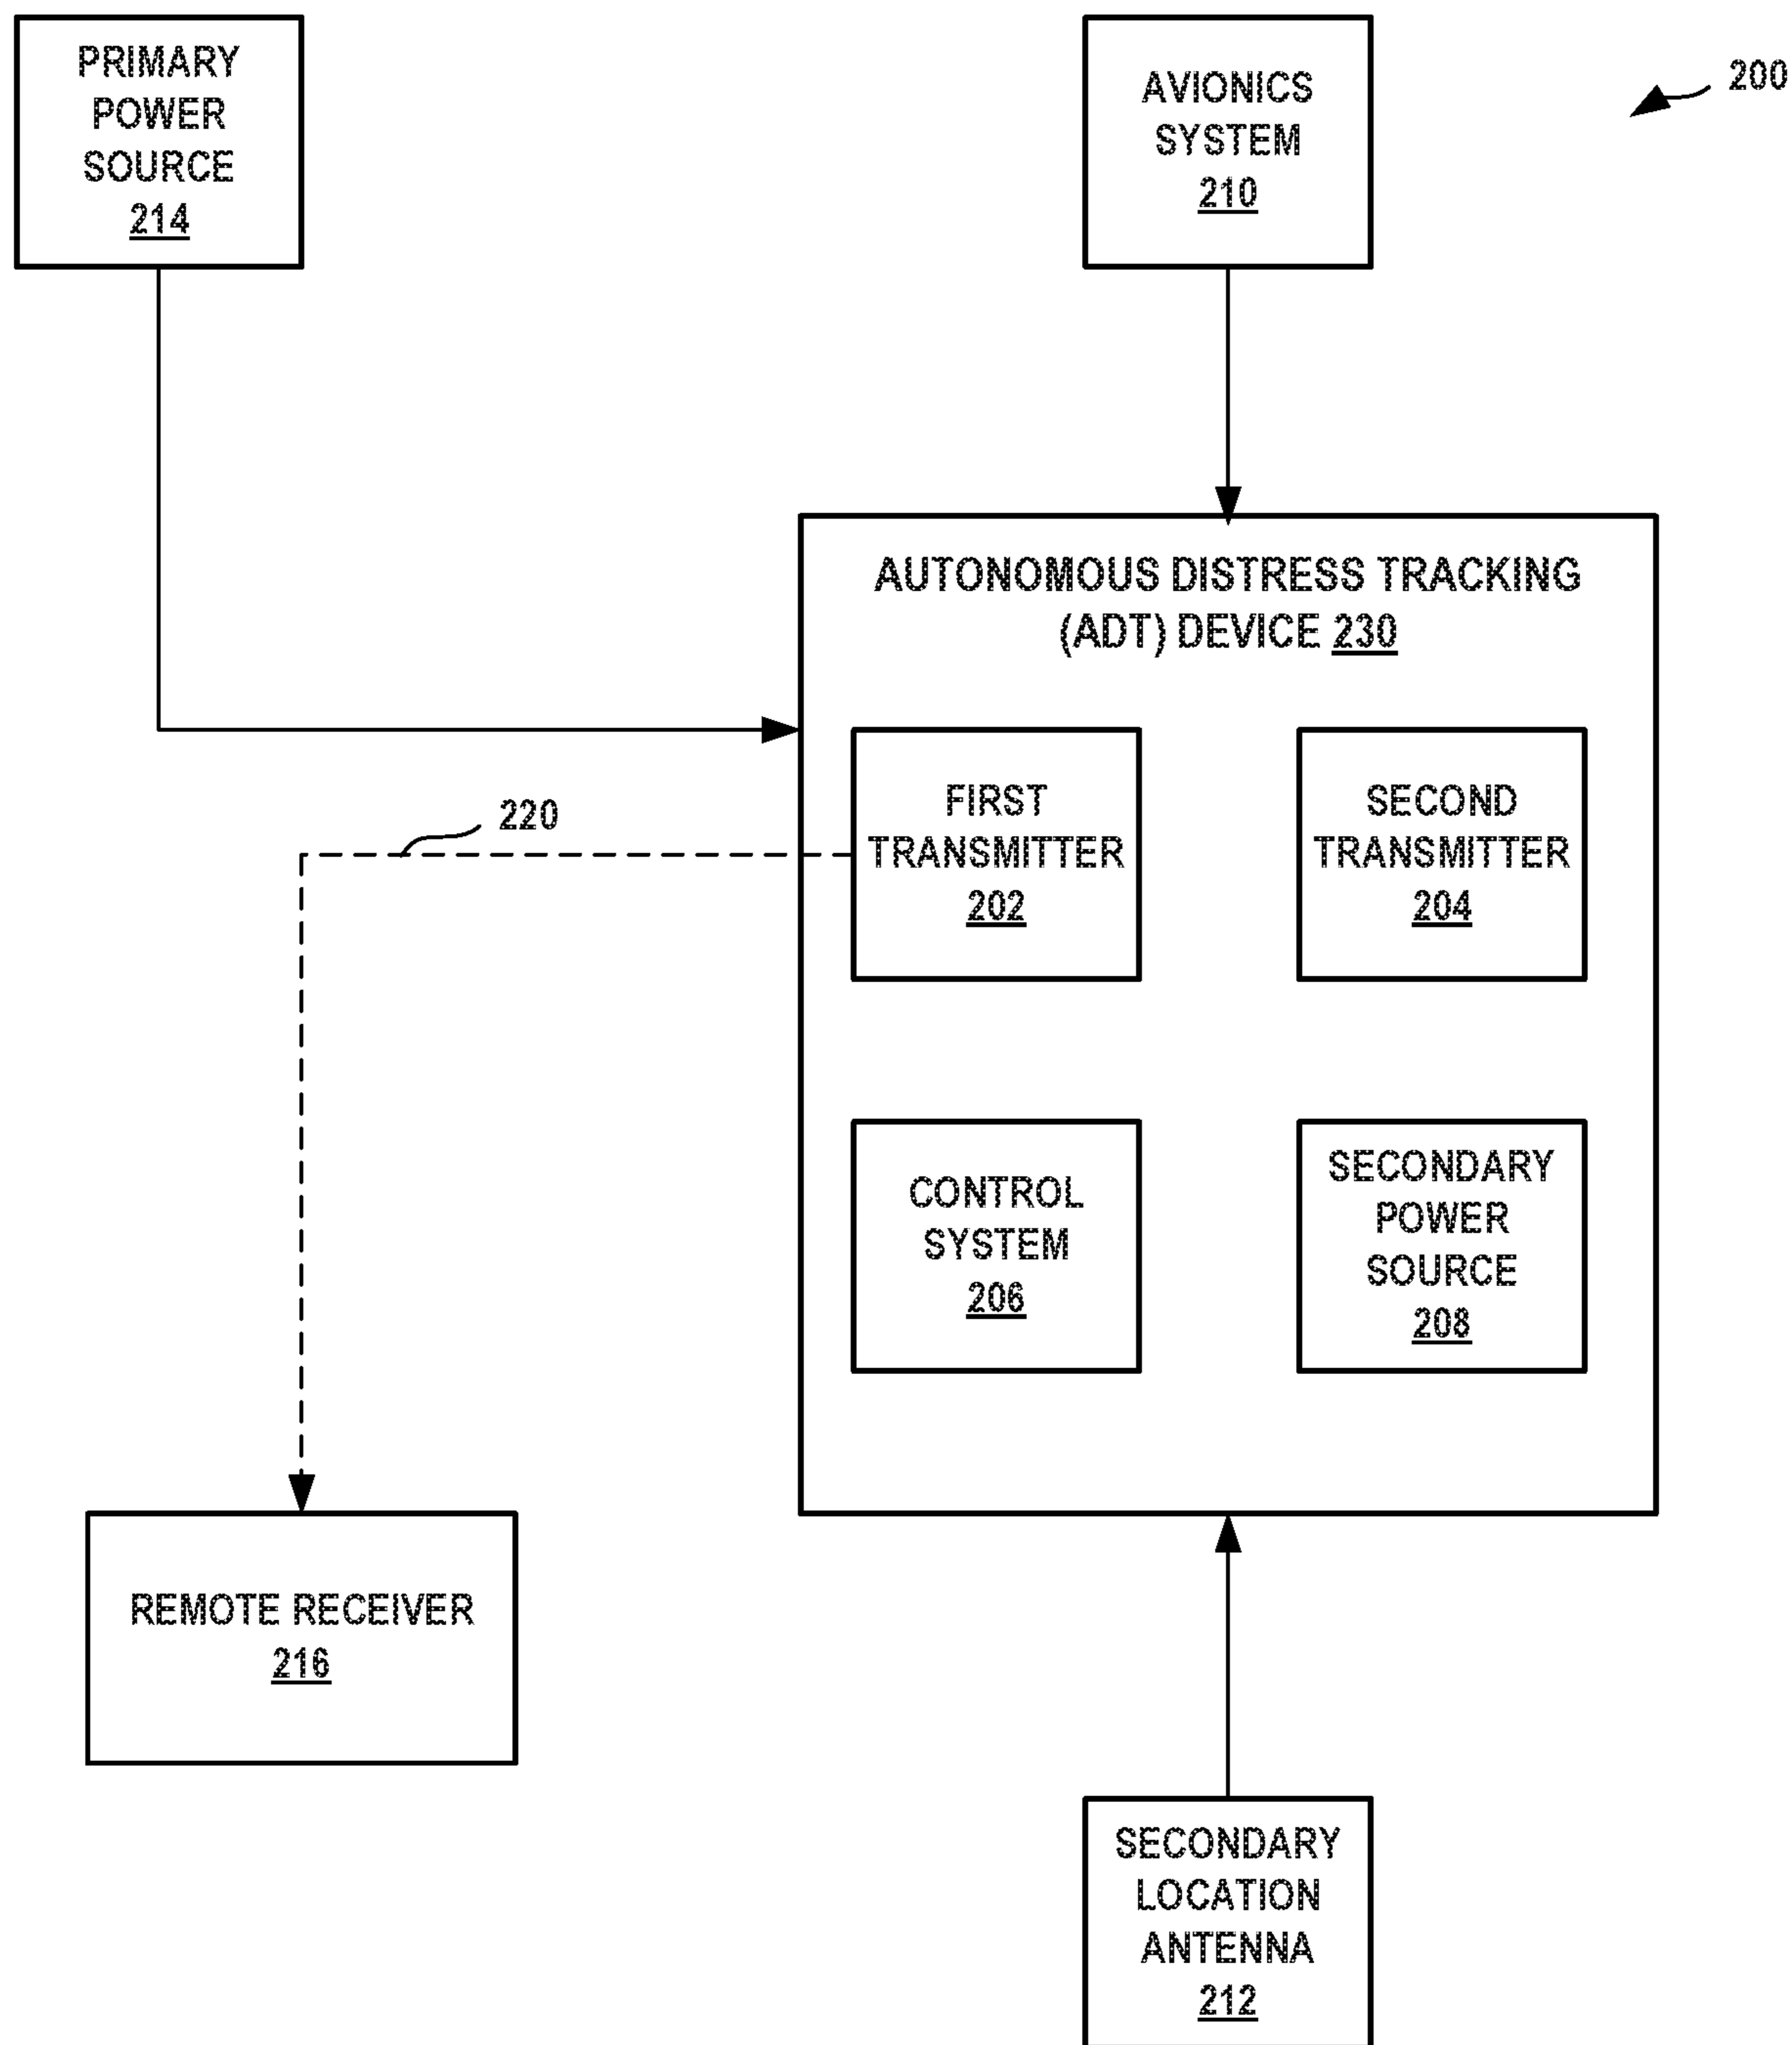 PRIMARY
POWER
SOURCE
214
AVIONICS
SYSTEM
210
200
AUTONOMOUS DISTRESS TRACKING
(ADT) DEVICE 230
FIRST
TRANSMITTER
202
SECOND
TRANSMITTER
204
220
CONTROL
SYSTEM
206
SECONDARY
POWER
SOURCE
208
REMOTE RECEIVER
216
SECONDARY
LOCATION
ANTENNA
212